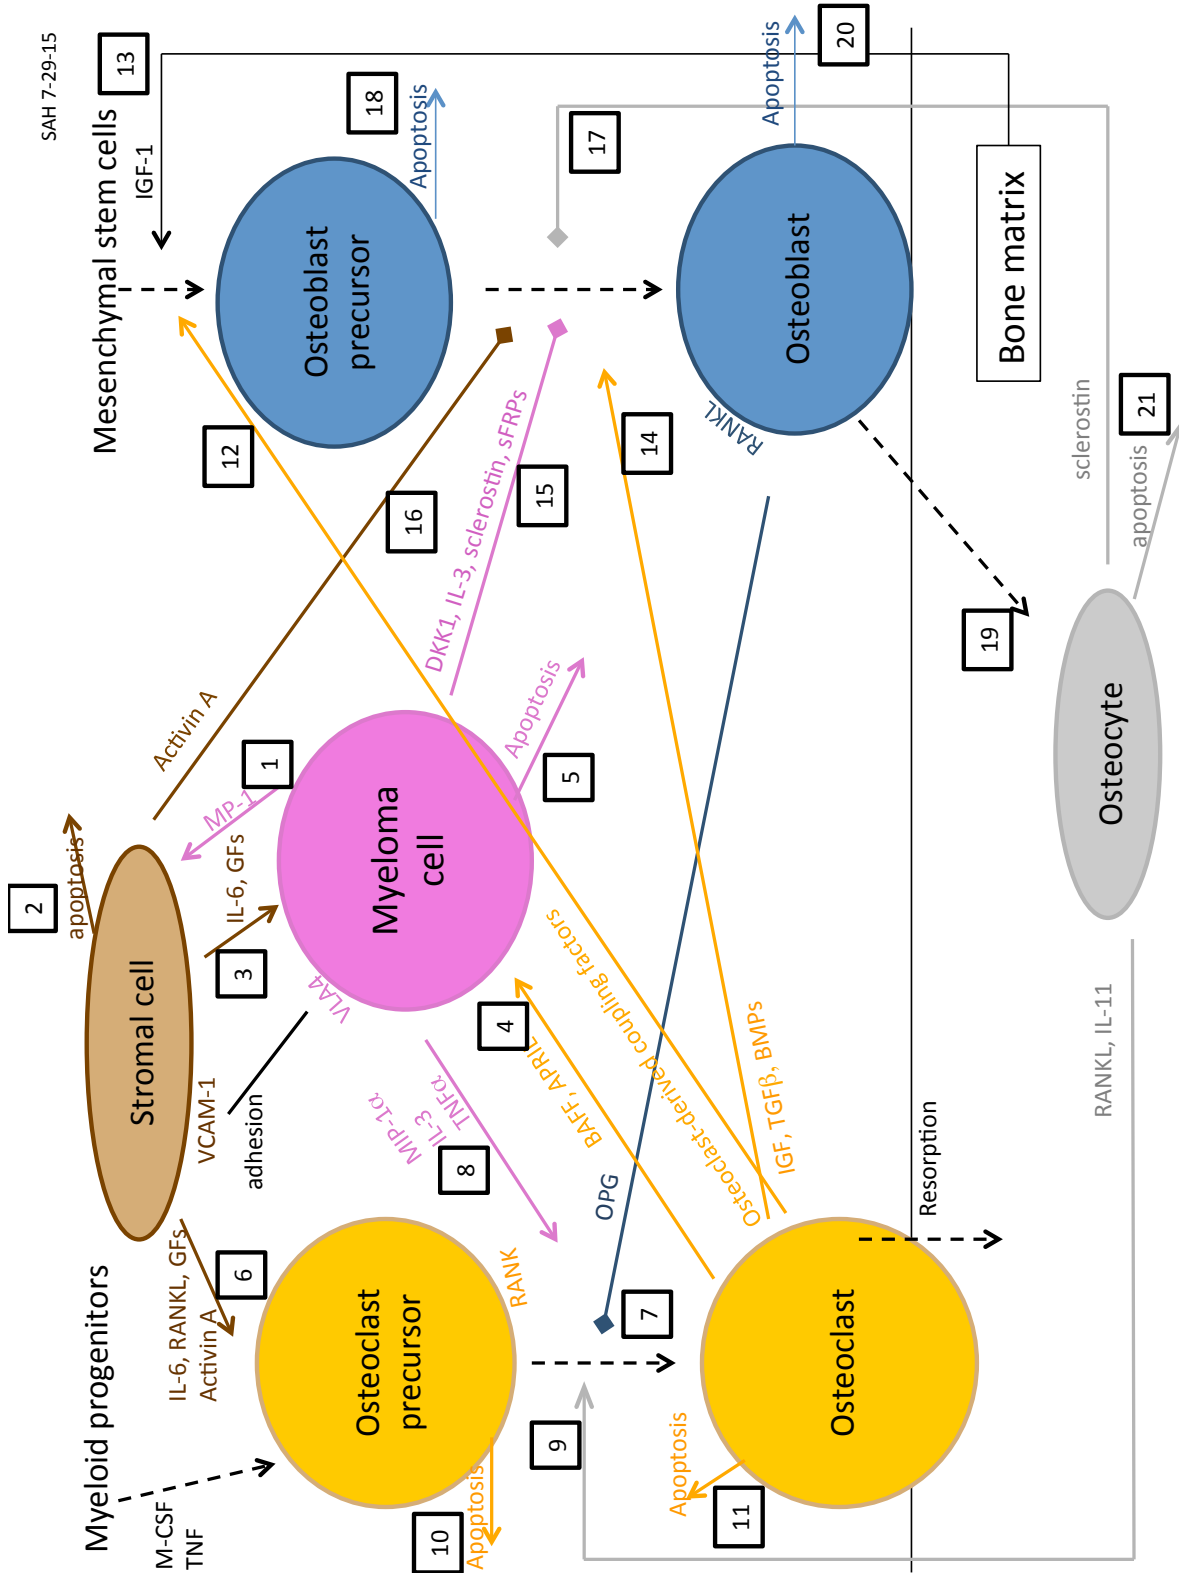 SAH 7-29-15
Myeloid progenitors
Mesenchymal stem cells
M-CSF
TNF
IL-6, RANKL, GFs
Activin A
6
Stromal cell
2
apoptosis
VCAM-1
adhesion
3
IL-6, GFs
MP-1
1
Activin A
IGF-1
13
12
Osteoclast
precursor
RANK
10
Apoptosis
VLA4
Myeloma
cell
MIP-1α
IL-3
TNFα
8
4
BAFF, APRIL
5
Apoptosis
16
DKK1, IL-3, sclerostin, sFRPs
15
Osteoblast
precursor
18
Apoptosis
17
9
7
OPG
14
Osteoclast-derived coupling factors
IGF, TGFβ, BMPs
RANKL
Osteoclast
11
Apoptosis
Osteoblast
Apoptosis
20
Resorption
19
Bone matrix
Osteocyte
RANKL, IL-11
sclerostin
apoptosis
21